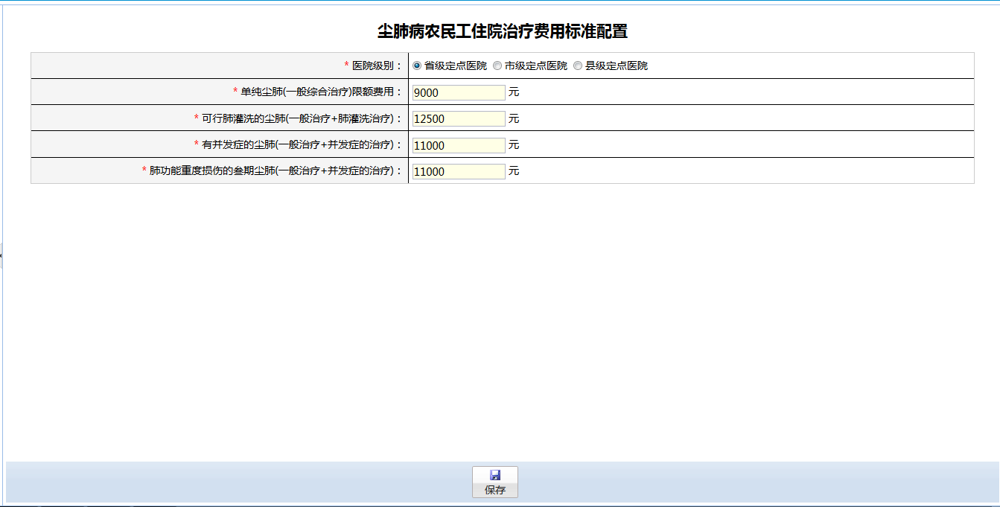 尘肺病农民工住院治疗费用标准配置
* 医院级别： 省级定点医院 市级定点医院 县级定点医院
* 单纯尘肺(一般综合治疗)限额费用： 9000 元
* 可行肺灌洗的尘肺(一般治疗+肺灌洗治疗)： 12500 元
* 有并发症的尘肺(一般治疗+并发症的治疗)： 11000 元
* 肺功能重度损伤的叁期尘肺(一般治疗+并发症的治疗)： 11000 元
保存